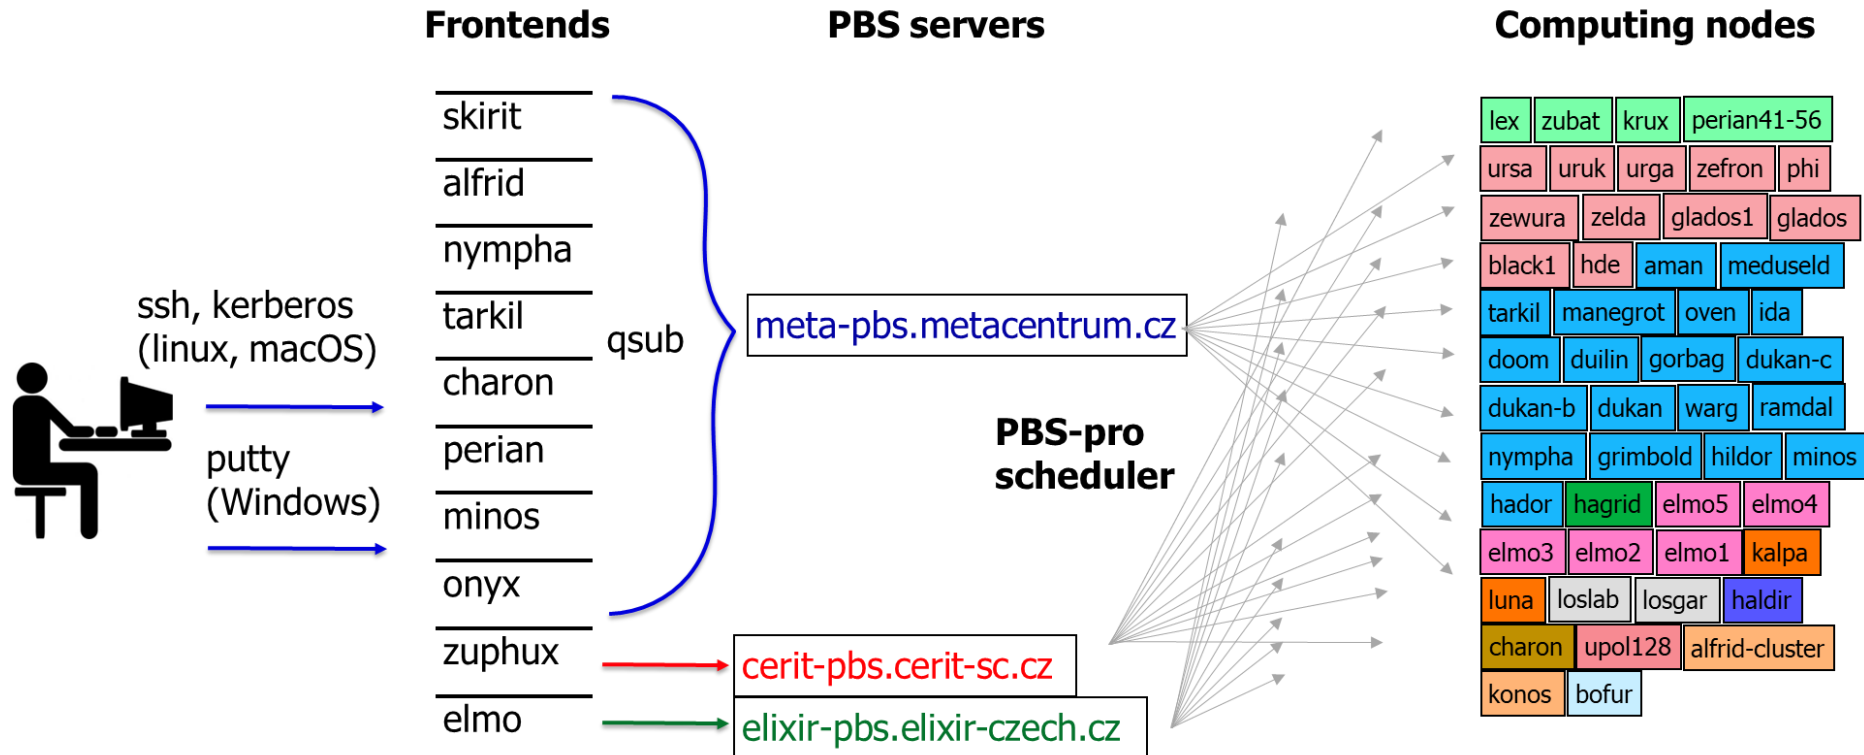 Frontends
PBS servers
Computing nodes
ssh, kerberos
(linux, macOS)
putty
(Windows)
skirit
alfrid
nympha
tarkil
charon
perian
minos
onyx
zuphux
elmo
qsub
meta-pbs.metacentrum.cz
cerit-pbs.cerit-sc.cz
elixir-pbs.elixir-czech.cz
PBS-pro
scheduler
lex zubat krux perian41-56
ursa uruk urga zefron phi
zewura zelda glados1 glados
black1 hde aman meduseld
tarkil manegrot oven ida
doom duilin gorbag dukan-c
dukan-b dukan warg ramdal
nympha grimbold hildor minos
hador hagrid elmo5 elmo4
elmo3 elmo2 elmo1 kalpa
luna loslab losgar haldir
charon upol128 alfrid-cluster
konos bofur